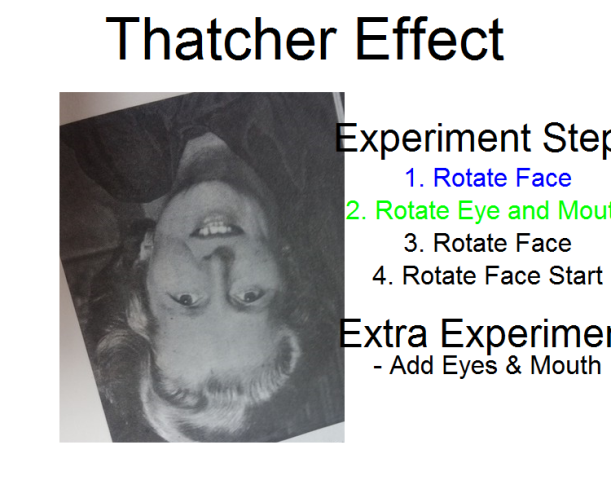 Thatcher Effect
Experiment Step
1. Rotate Face
2. Rotate Eye and Mout
3. Rotate Face
4. Rotate Face Start
Extra Experimen
- Add Eyes & Mouth